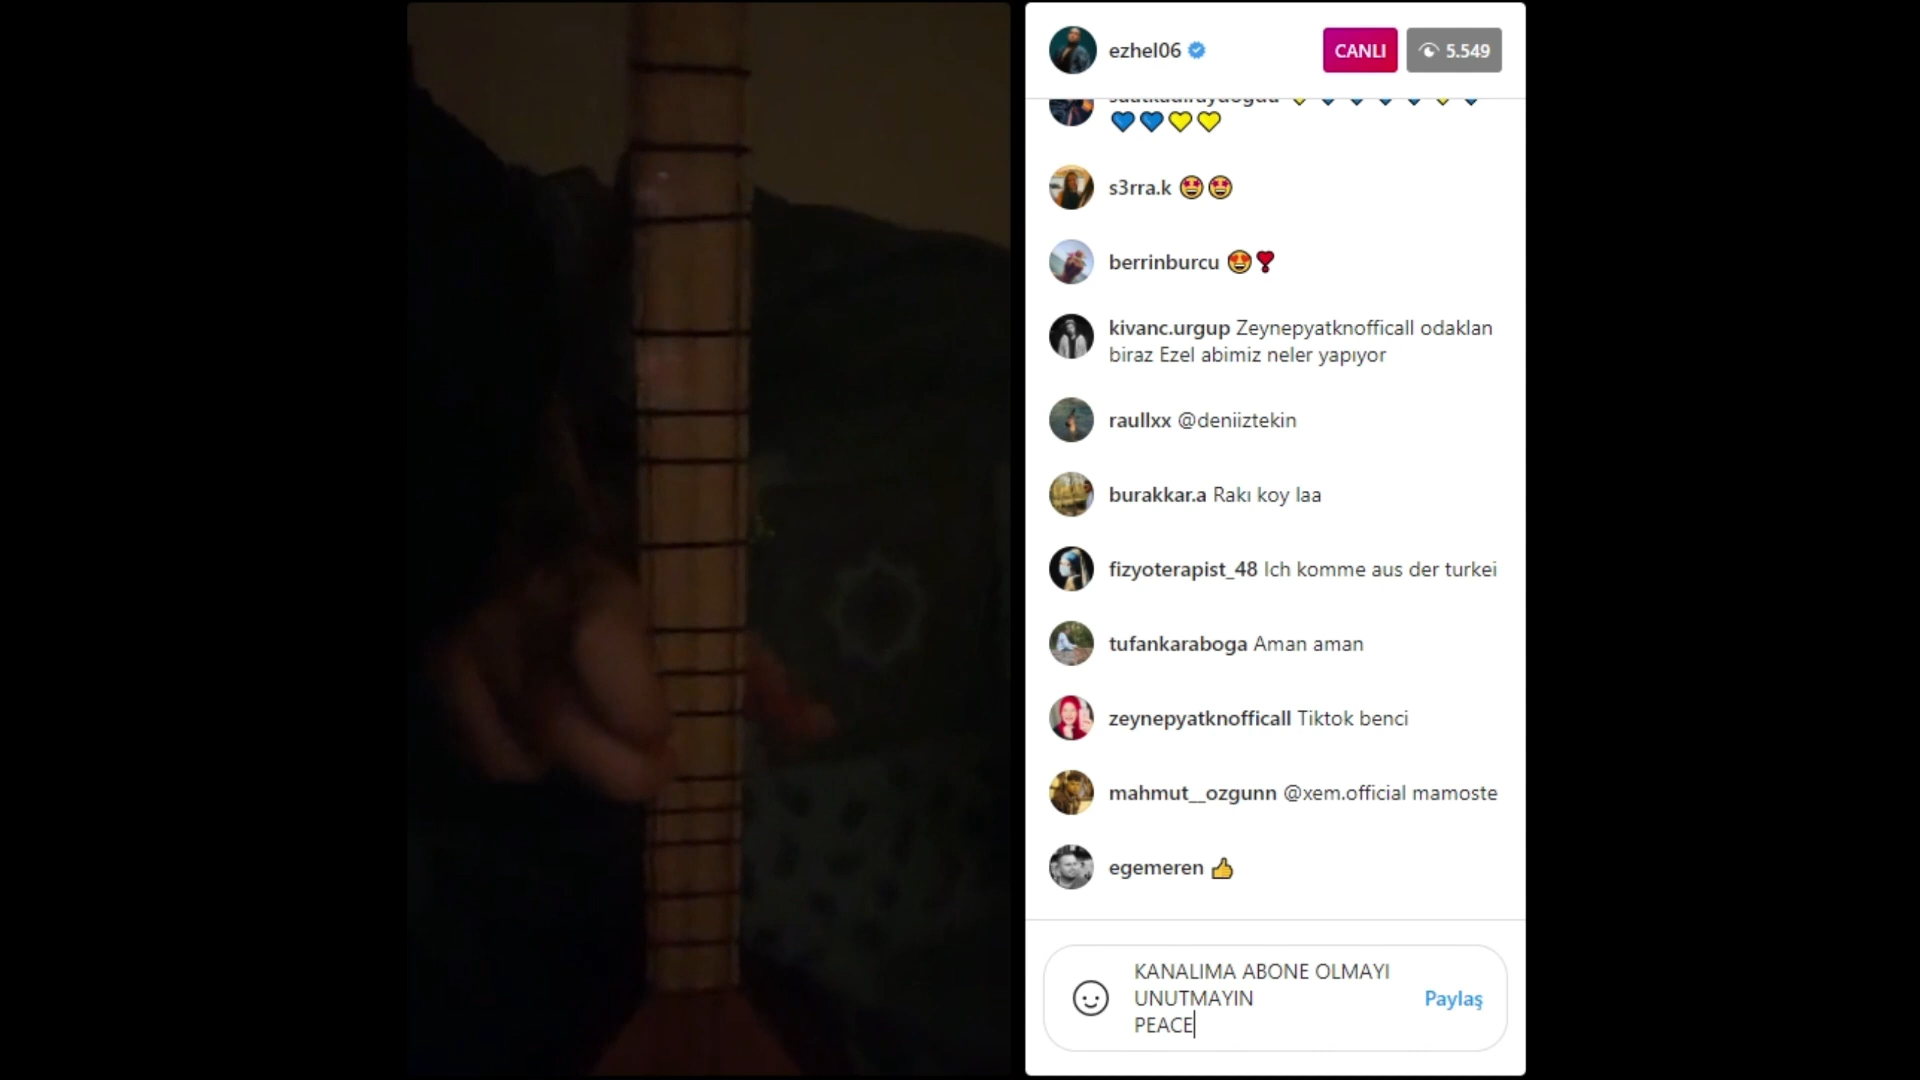 ezhel06
CANLI
5.549
s3rra.k
berrinburcu
kivanc.urgup Zeynepyatknofficall odaklan
biraz Ezel abimiz neler yapıyor
raullxx @deniiztekin
burakkar.a Rakı koy laa
fizyoterapist_48 Ich komme aus der turkei
tufankaraboga Aman aman
zeynepyatknofficall Tiktok benci
mahmut__ozgunn @xem.official mamoste
egemeren
KANALIMA ABONE OLMAYI
UNUTMAYIN
PEACE
Paylaş